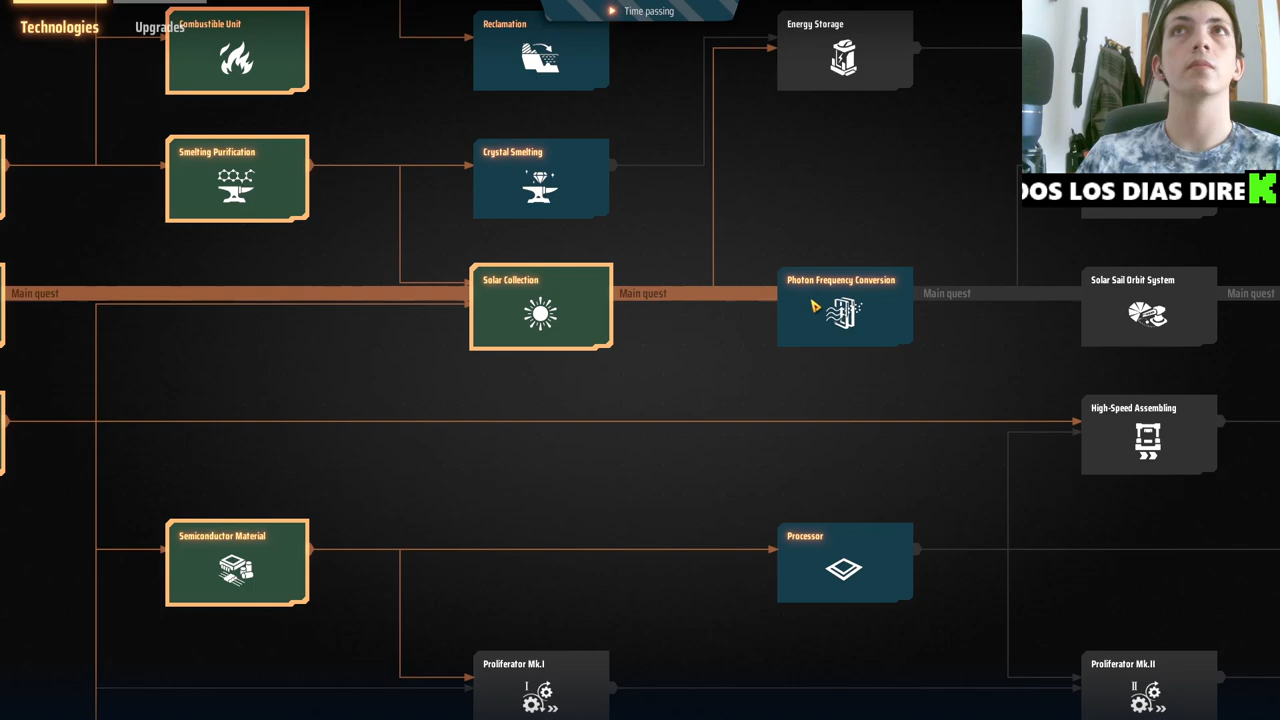 Time passing
Technologies
Upgrades
Combustible Unit
Reclamation
Energy Storage
Smelting Purification
Crystal Smelting
DOS LOS DIAS DIRE
Main quest
Solar Collection
Main quest
Photon Frequency Conversion
Main quest
Solar Sail Orbit System
Main quest
High-Speed Assembling
Semiconductor Material
Processor
Proliferator Mk.I
I
Proliferator Mk.II
II